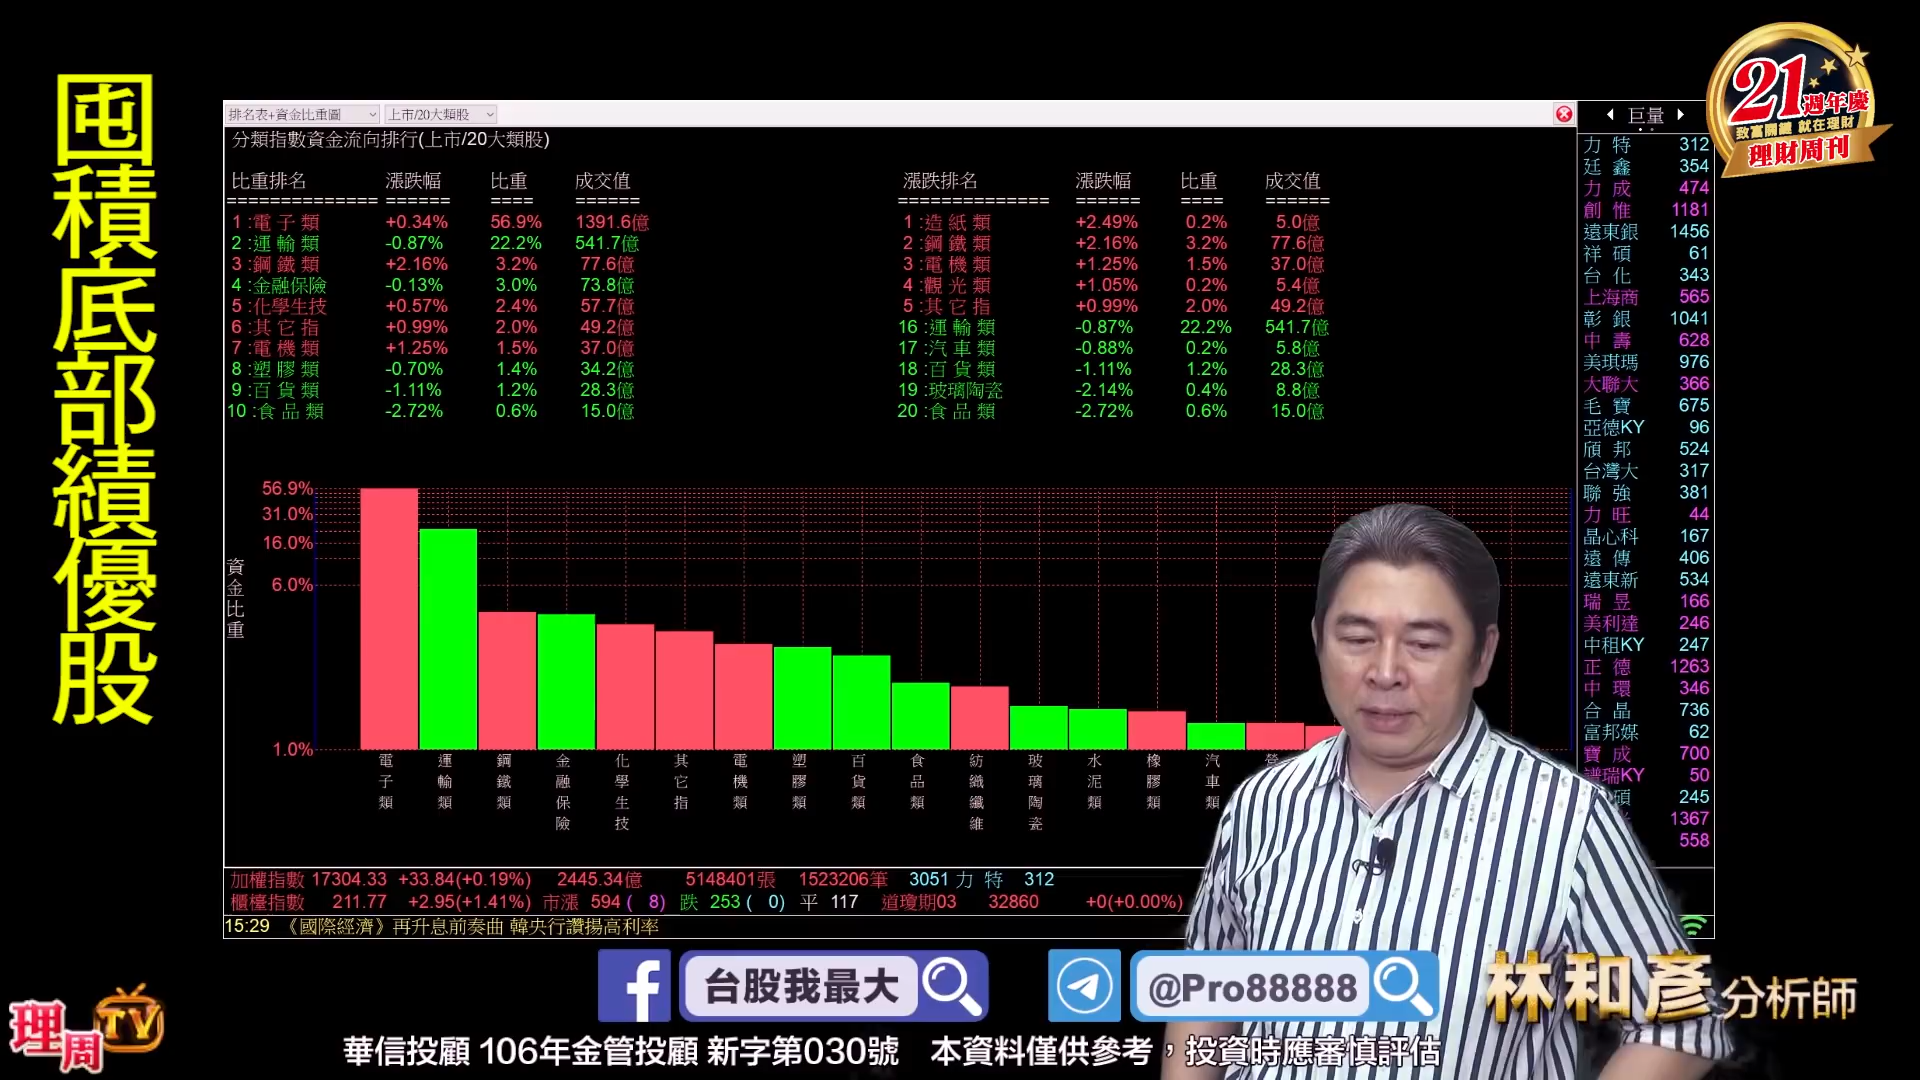 囤積底部績優股
21週年慶
致富關鍵 就在理財
理財周刊
排名表+資金比重圖
上市/20大類股
分類指數資金流向排行(上市/20大類股)
比重排名 漲跌幅 比重 成交值
============== ====== ==== ======
1 :電 子 類 +0.34% 56.9% 1391.6億
2 :運 輸 類 -0.87% 22.2% 541.7億
3 :鋼 鐵 類 +2.16% 3.2% 77.6億
4 :金融保險 -0.13% 3.0% 73.8億
5 :化學生技 +0.57% 2.4% 57.7億
6 :其 它 指 +0.99% 2.0% 49.2億
7 :電 機 類 +1.25% 1.5% 37.0億
8 :塑 膠 類 -0.70% 1.4% 34.2億
9 :百 貨 類 -1.11% 1.2% 28.3億
10 :食 品 類 -2.72% 0.6% 15.0億
漲跌排名 漲跌幅 比重 成交值
============== ====== ==== ======
1 :造 紙 類 +2.49% 0.2% 5.0億
2 :鋼 鐵 類 +2.16% 3.2% 77.6億
3 :電 機 類 +1.25% 1.5% 37.0億
4 :觀 光 類 +1.05% 0.2% 5.4億
5 :其 它 指 +0.99% 2.0% 49.2億
16 :運 輸 類 -0.87% 22.2% 541.7億
17 :汽 車 類 -0.88% 0.2% 5.8億
18 :百 貨 類 -1.11% 1.2% 28.3億
19 :玻璃陶瓷 -2.14% 0.4% 8.8億
20 :食 品 類 -2.72% 0.6% 15.0億
資金比重
56.9%
31.0%
16.0%
6.0%
1.0%
電子類
運輸類
鋼鐵類
金融保險
化學生技
其它指
電機類
塑膠類
百貨類
食品類
紡織纖維
玻璃陶瓷
水泥類
橡膠類
汽車類
營
巨量
力 特 312
廷 鑫 354
力 成 474
創 惟 1181
遠東銀 1456
祥 碩 61
台 化 343
上海商 565
彰 銀 1041
中 壽 628
美琪瑪 976
大聯大 366
毛 寶 675
亞德KY 96
頎 邦 524
台灣大 317
聯 強 381
力 旺 44
晶心科 167
遠 傳 406
遠東新 534
瑞 昱 166
美利達 246
中租KY 247
正 德 1263
中 環 346
合 晶 736
富邦媒 62
寶 成 700
譜瑞KY 50
碩 245
1367
558
加權指數 17304.33 +33.84(+0.19%) 2445.34億 5148401張 1523206筆 3051 力 特 312
櫃檯指數 211.77 +2.95(+1.41%) 市漲 594 ( 8) 跌 253 ( 0) 平 117 道瓊期03 32860 +0(+0.00%)
15:29 《國際經濟》再升息前奏曲 韓央行讚揚高利率
台股我最大
@Pro88888
林和彥 分析師
理周TV
華信投顧 106年金管投顧 新字第030號 本資料僅供參考，投資時應審慎評估